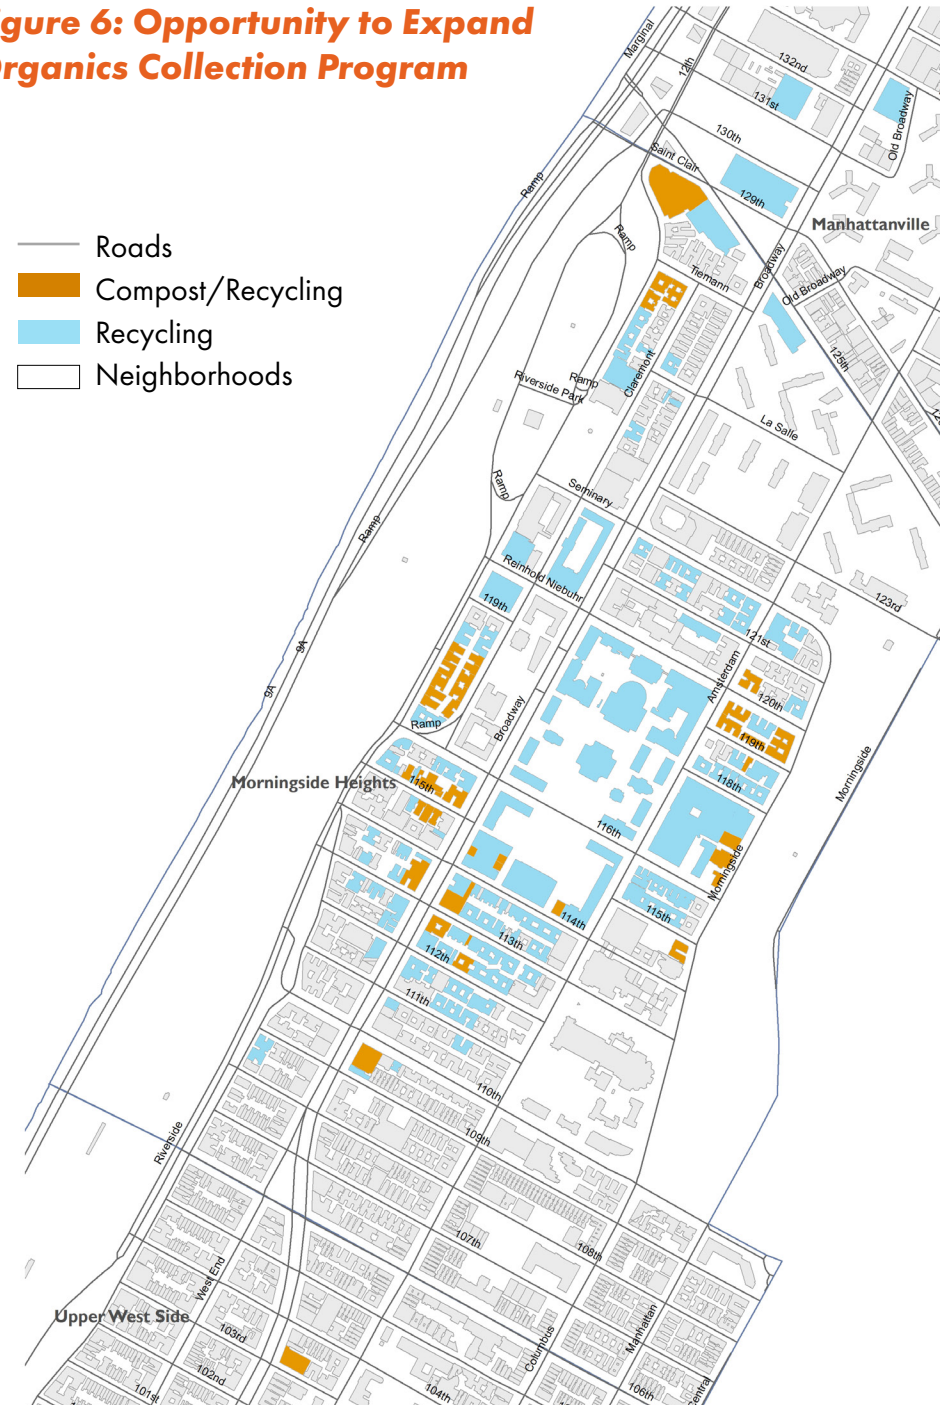 igure 6: Opportunity to Expand
rganics Collection Program
Roads
Compost/Recycling
Recycling
Neighborhoods
Marginal
12th
132nd
131st
Old Broadway
130th
Saint Clair
129th
Ramp
Manhattanville
Ramp
Tiemann
Broadway
Old Broadway
125th
Claremont
Ramp
Riverside Park
La Salle
Ramp
Seminary
Ramp
Reinhold Niebuhr
119th
123rd
121st
9A
9A
Amsterdam
120th
Broadway
Ramp
119th
118th
Morningside
Morningside Heights
115th
116th
Morningside
115th
114th
113th
112th
111th
110th
109th
Riverside
107th
108th
West End
Upper West Side
103rd
102nd
101st
Columbus
Manhattan
104th
106th
entral